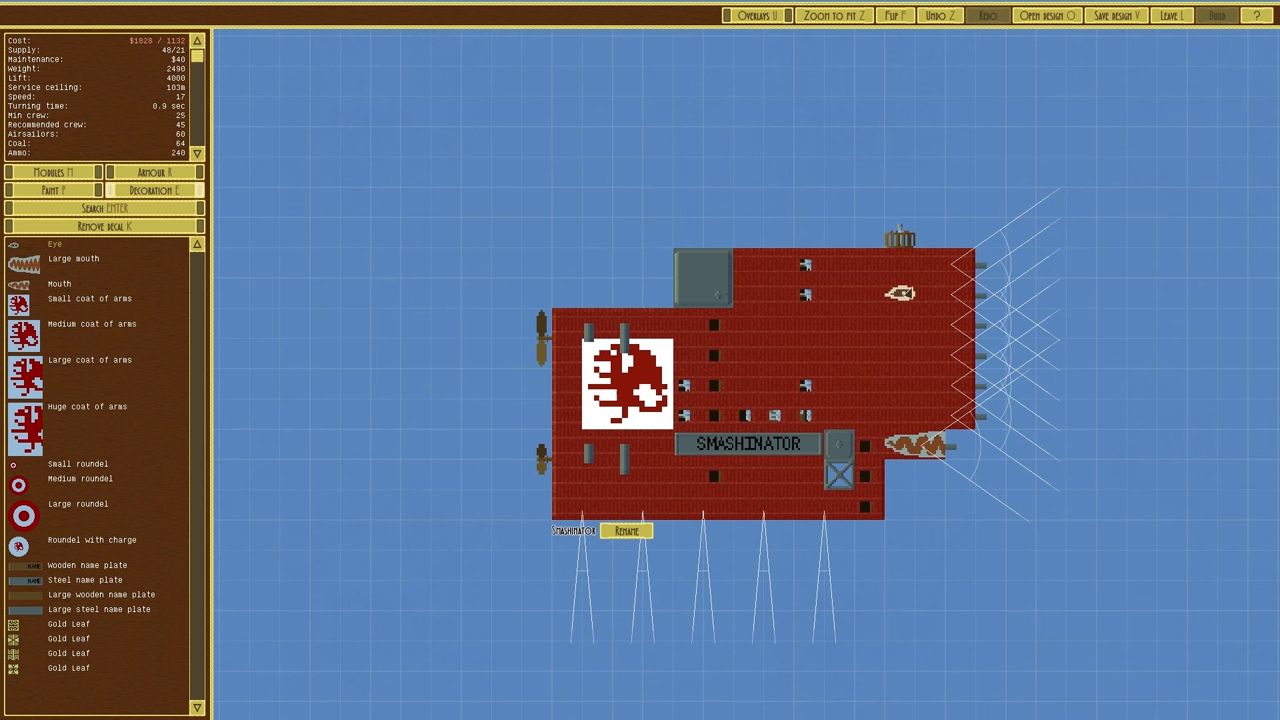 OVERLAYS U
ZOOM TO FIT Z
FLIP F
UNDO Z
REDO
OPEN DESIGN O
SAVE DESIGN V
LEAVE L
BUILD
?
Cost: $1828 / 1132
Supply: 48/21
Maintenance: $40
Weight: 2490
Lift: 4000
Service ceiling: 103m
Speed: 17
Turning time: 0.9 sec
Min crew: 25
Recommended crew: 45
Airsailors: 60
Coal: 64
Ammo: 240
MODULES M
ARMOUR R
PAINT P
DECORATION E
SEARCH ENTER
REMOVE DECAL K
Eye
Large mouth
Mouth
Small coat of arms
Medium coat of arms
Large coat of arms
Huge coat of arms
Small roundel
Medium roundel
Large roundel
Roundel with charge
NAME Wooden name plate
NAME Steel name plate
Large wooden name plate
Large steel name plate
Gold Leaf
Gold Leaf
Gold Leaf
Gold Leaf
SMASHINATOR
SMASHINATOR
RENAME